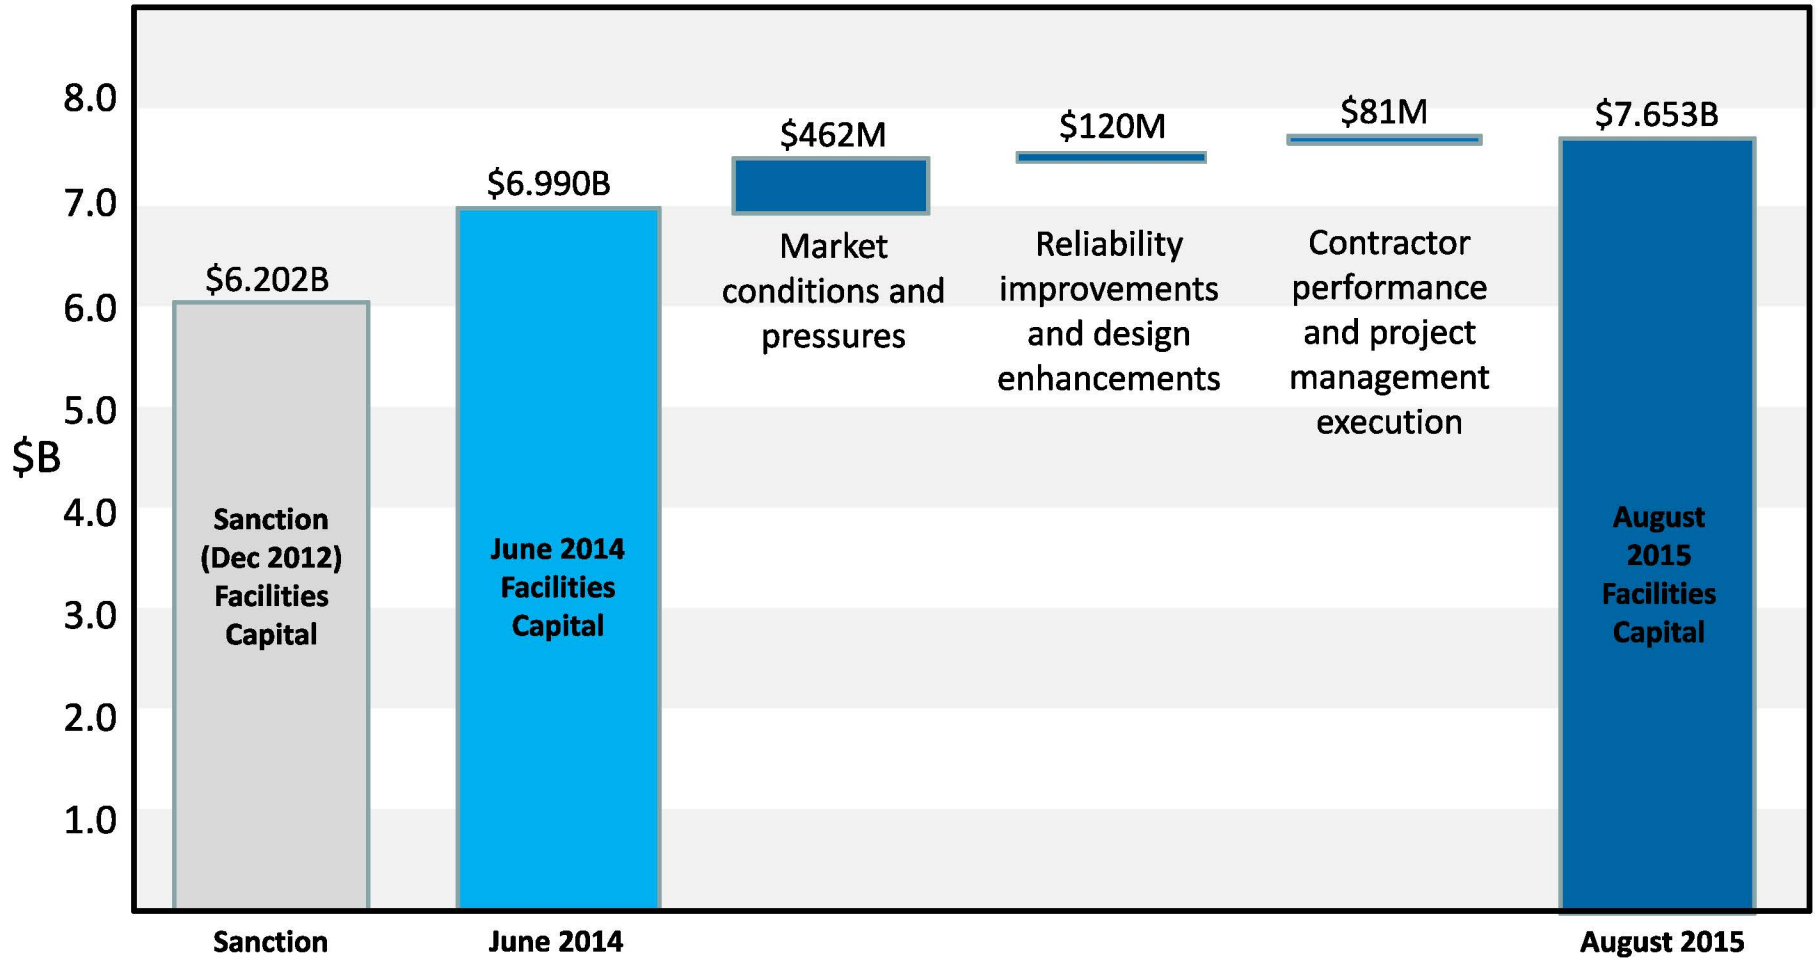 8.0
7.0
6.0
5.0
$B
4.0
3.0
2.0
1.0
$6.202B
Sanction
(Dec 2012)
Facilities
Capital
$6.990B
June 2014
Facilities
Capital
$462M
Market
conditions and
pressures
$120M
Reliability
improvements
and design
enhancements
$81M
Contractor
performance
and project
management
execution
$7.653B
August
2015
Facilities
Capital
Sanction
June 2014
August 2015